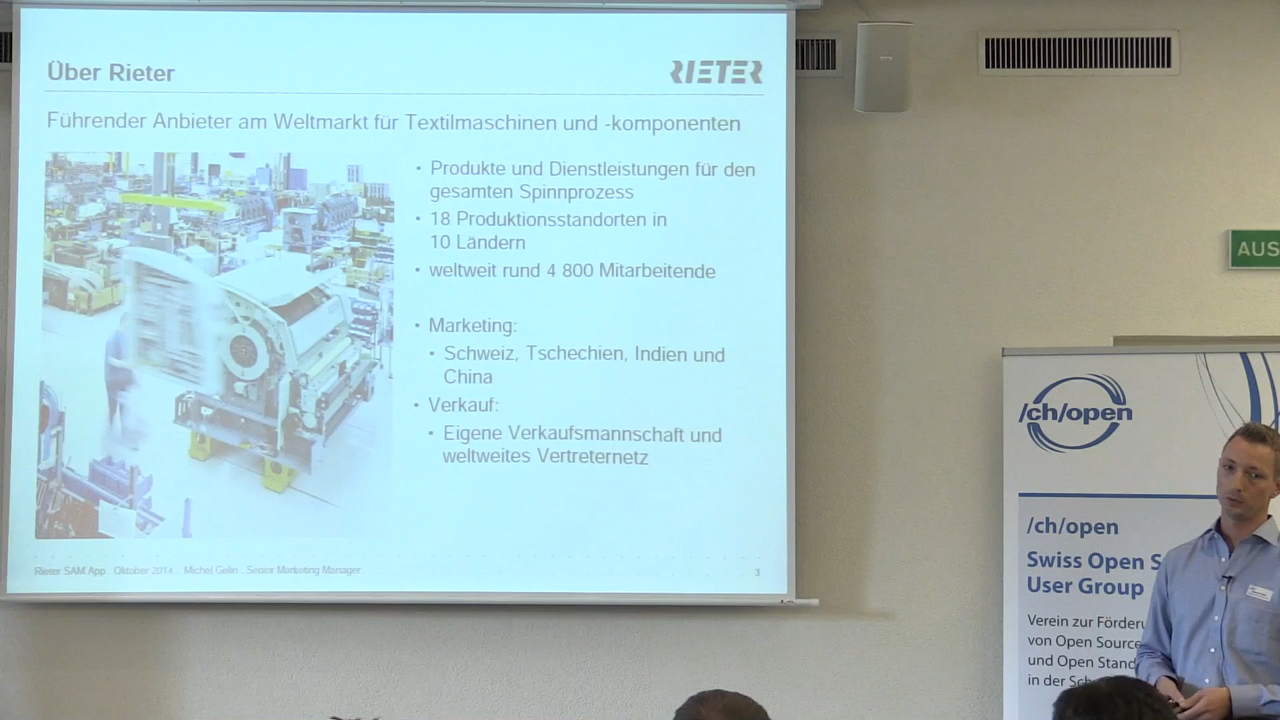 Über Rieter
RIETER
Führender Anbieter am Weltmarkt für Textilmaschinen und -komponenten
• Produkte und Dienstleistungen für den
gesamten Spinnprozess
• 18 Produktionsstandorten in
10 Ländern
• weltweit rund 4 800 Mitarbeitende
• Marketing:
• Schweiz, Tschechien, Indien und
China
• Verkauf:
• Eigene Verkaufsmannschaft und
weltweites Vertreternetz
Rieter SAM App . Oktober 2014 . Michel Gelin . Senior Marketing Manager
3
AUS
/ch/open
/ch/open
Swiss Open S
User Group
Verein zur Förderu
von Open Source
und Open Stand
in der Sch